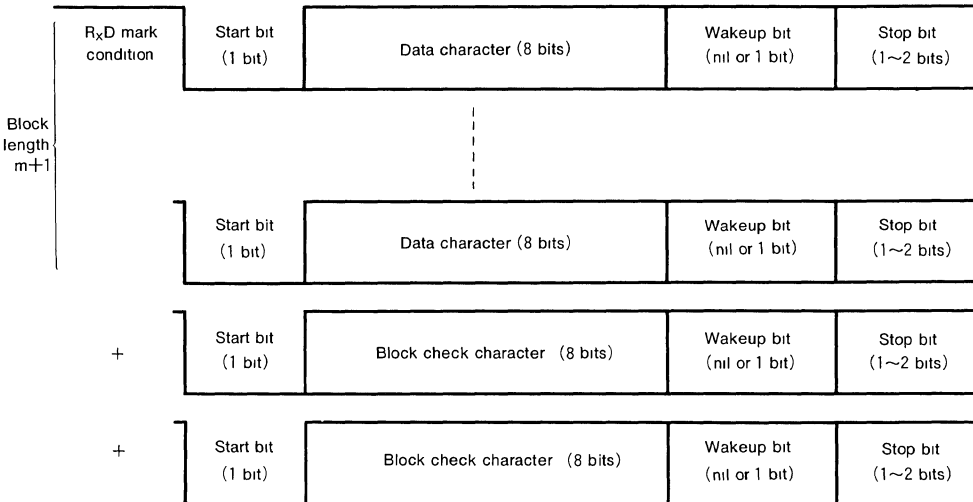 RxD mark
condition
Start bit
(1 bit)
Data character (8 bits)
Wakeup bit
(nil or 1 bit)
Stop bit
(1~2 bits)
Block
length
m+1
Start bit
(1 bit)
Data character (8 bits)
Wakeup bit
(nil or 1 bit)
Stop bit
(1~2 bits)
+
Start bit
(1 bit)
Block check character (8 bits)
Wakeup bit
(nil or 1 bit)
Stop bit
(1~2 bits)
+
Start bit
(1 bit)
Block check character (8 bits)
Wakeup bit
(nil or 1 bit)
Stop bit
(1~2 bits)